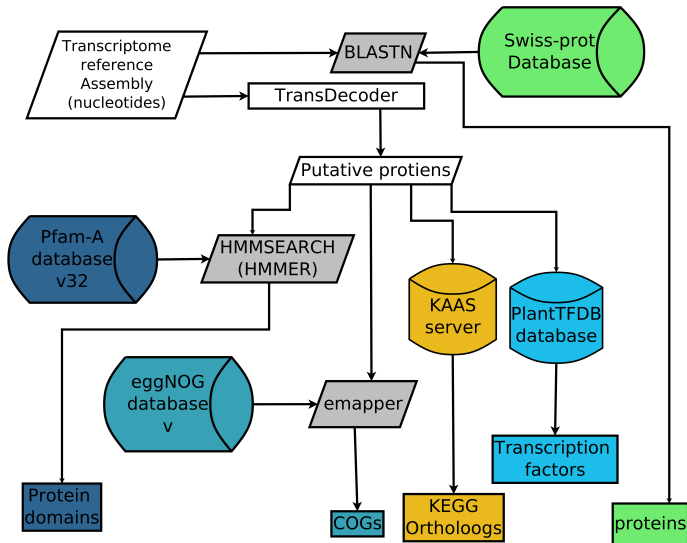 Transcriptome
reference
Assembly
(nucleotides)
BLASTN
Swiss-prot
Database
TransDecoder
Putative protiens
Pfam-A
database
v32
HMMSEARCH
(HMMER)
KAAS
server
PlantTFDB
database
eggNOG
database
v
emapper
Transcription
factors
Protein
domains
COGs
KEGG
Ortholoogs
proteins